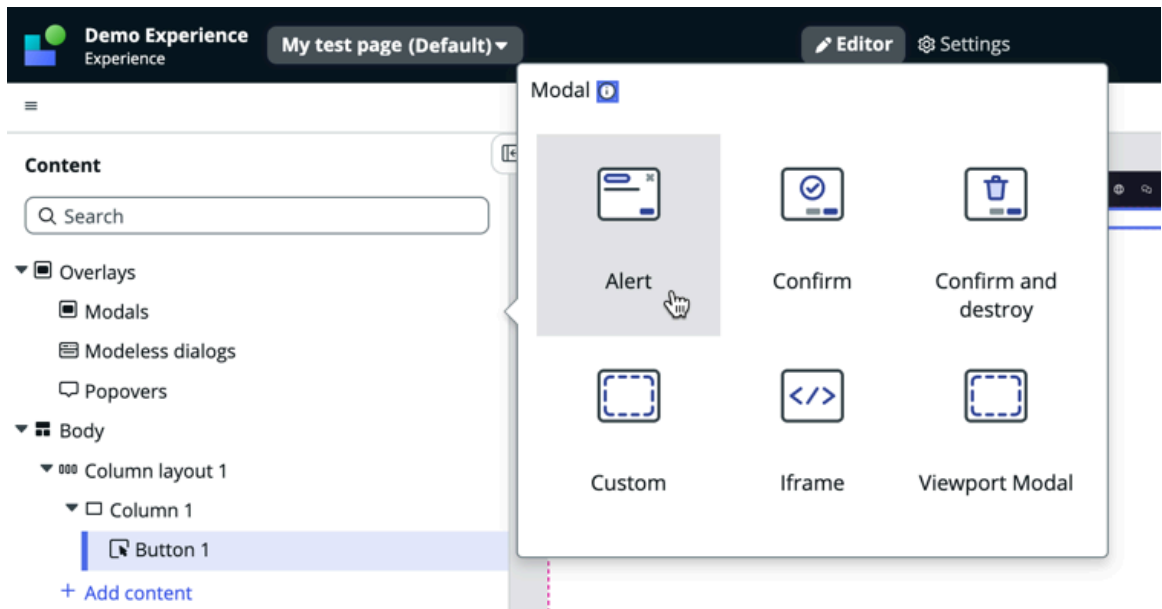 Demo Experience
Experience
My test page (Default)
Editor
Settings
Modal
Content
Search
Overlays
Modals
Modeless dialogs
Popovers
Body
Column layout 1
Column 1
Button 1
+ Add content
Alert
Confirm
Confirm and
destroy
Custom
</>
Iframe
Viewport Modal